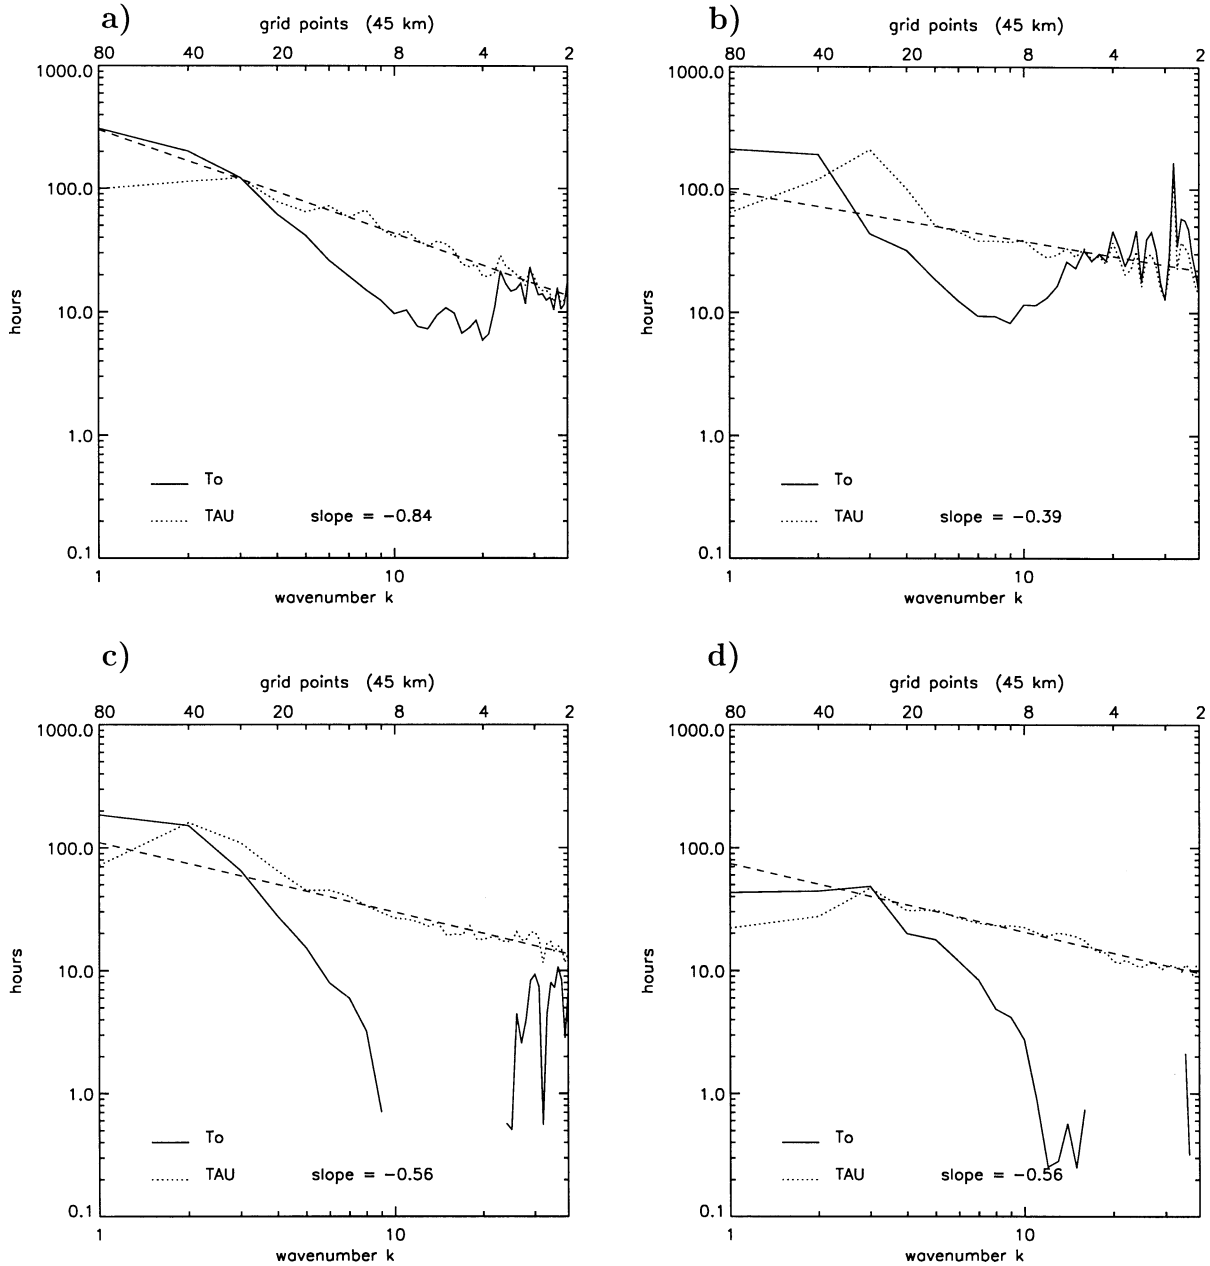 a)
grid points (45 km)
80 40 20 8 4 2
1000.0
100.0
10.0
1.0
0.1
hours
To
TAU slope = -0.84
1 10
wavenumber k
b)
grid points (45 km)
80 40 20 8 4 2
1000.0
100.0
10.0
1.0
0.1
hours
To
TAU slope = -0.39
1 10
wavenumber k
c)
grid points (45 km)
80 40 20 8 4 2
1000.0
100.0
10.0
1.0
0.1
hours
To
TAU slope = -0.56
1 10
wavenumber k
d)
grid points (45 km)
80 40 20 8 4 2
1000.0
100.0
10.0
1.0
0.1
hours
To
TAU slope = -0.56
1 10
wavenumber k